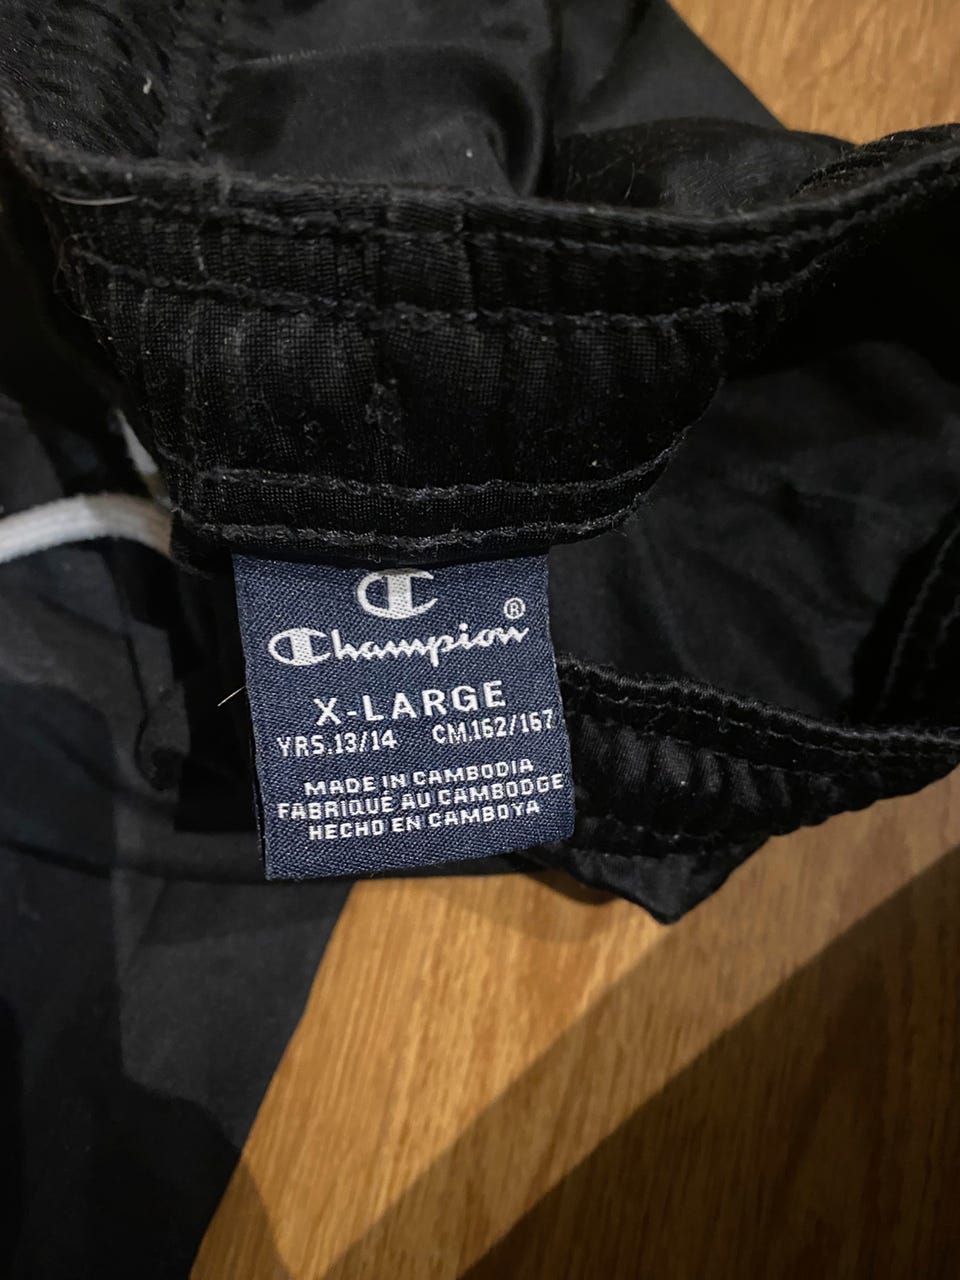 Champion®
X-LARGE
YRS.13/14 CM.162/167
MADE IN CAMBODIA
FABRIQUÉ AU CAMBODGE
HECHO EN CAMBOYA